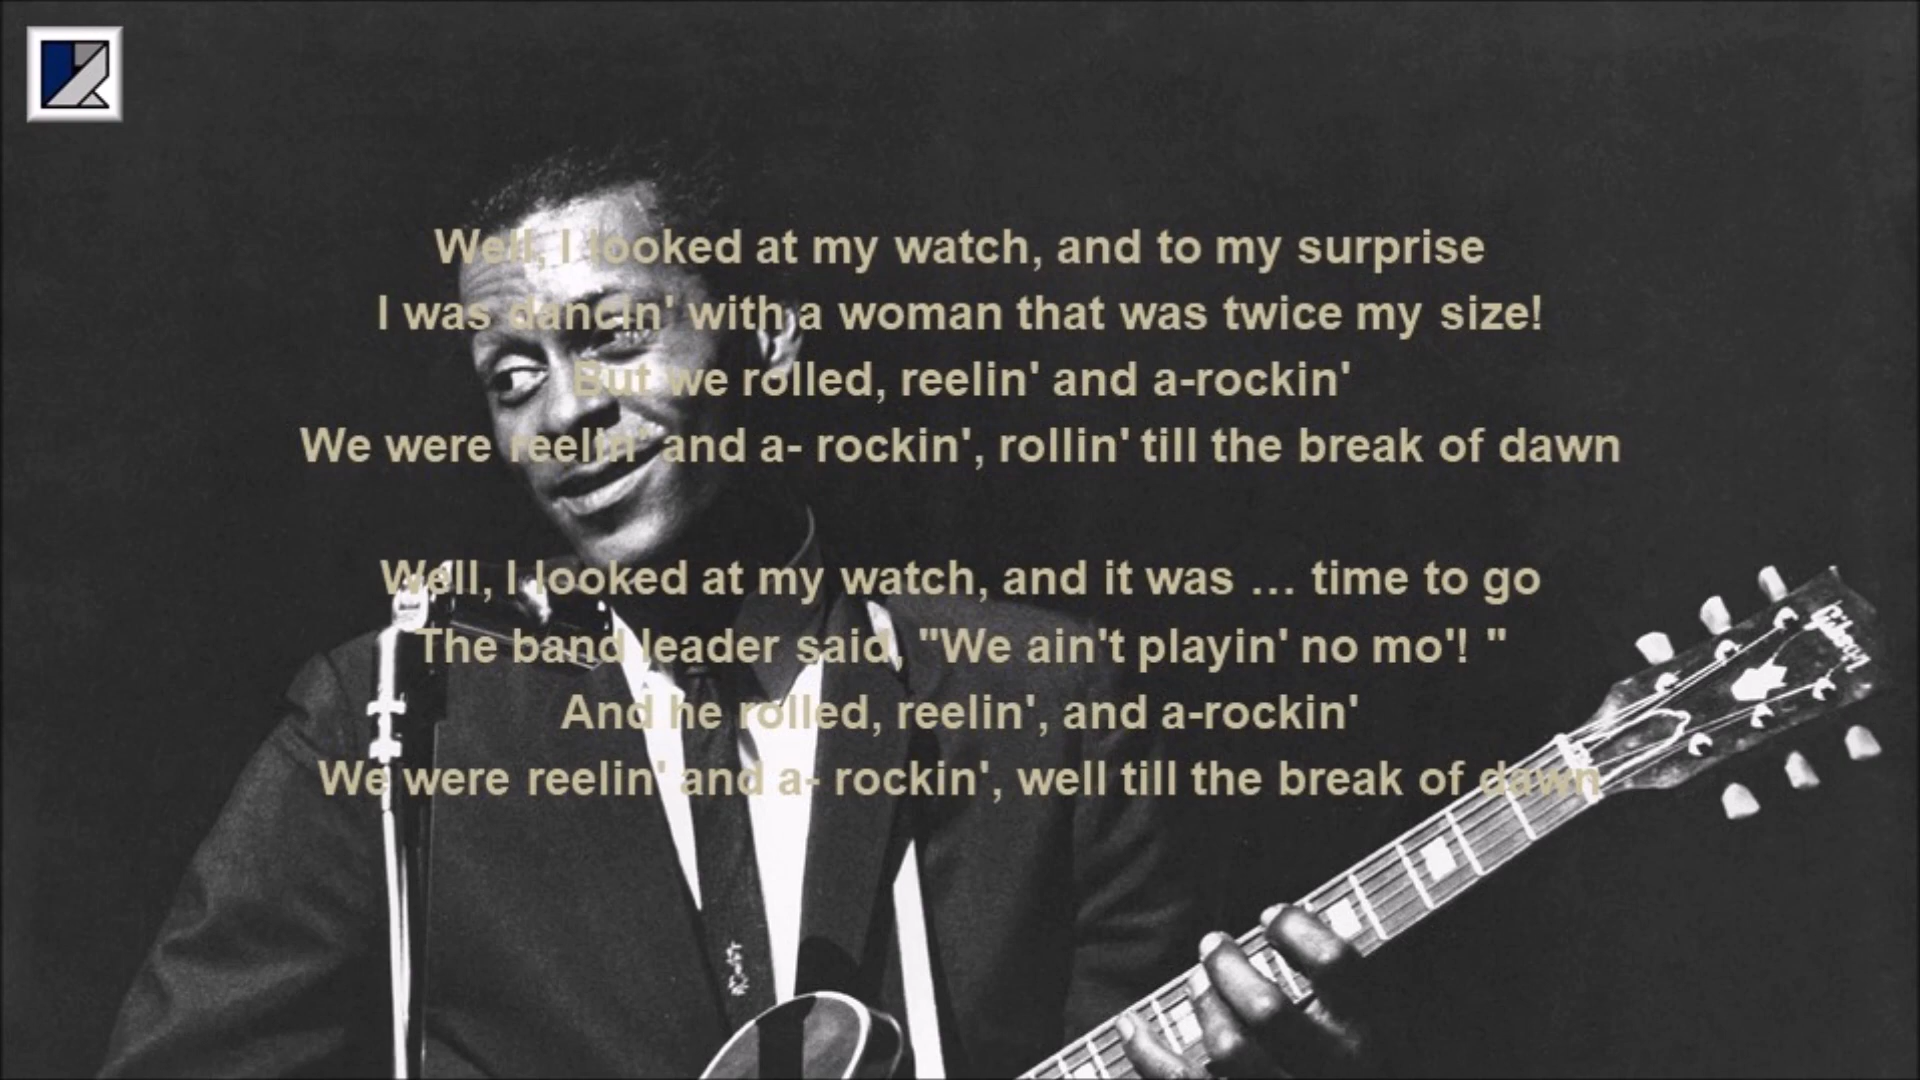 Well, I looked at my watch, and to my surprise
I was dancin' with a woman that was twice my size!
But we rolled, reelin' and a-rockin'
We were reelin' and a- rockin', rollin' till the break of dawn
Well, I looked at my watch, and it was … time to go
The band leader said, "We ain't playin' no mo'! "
And he rolled, reelin', and a-rockin'
We were reelin' and a- rockin', well till the break of dawn
Gibson